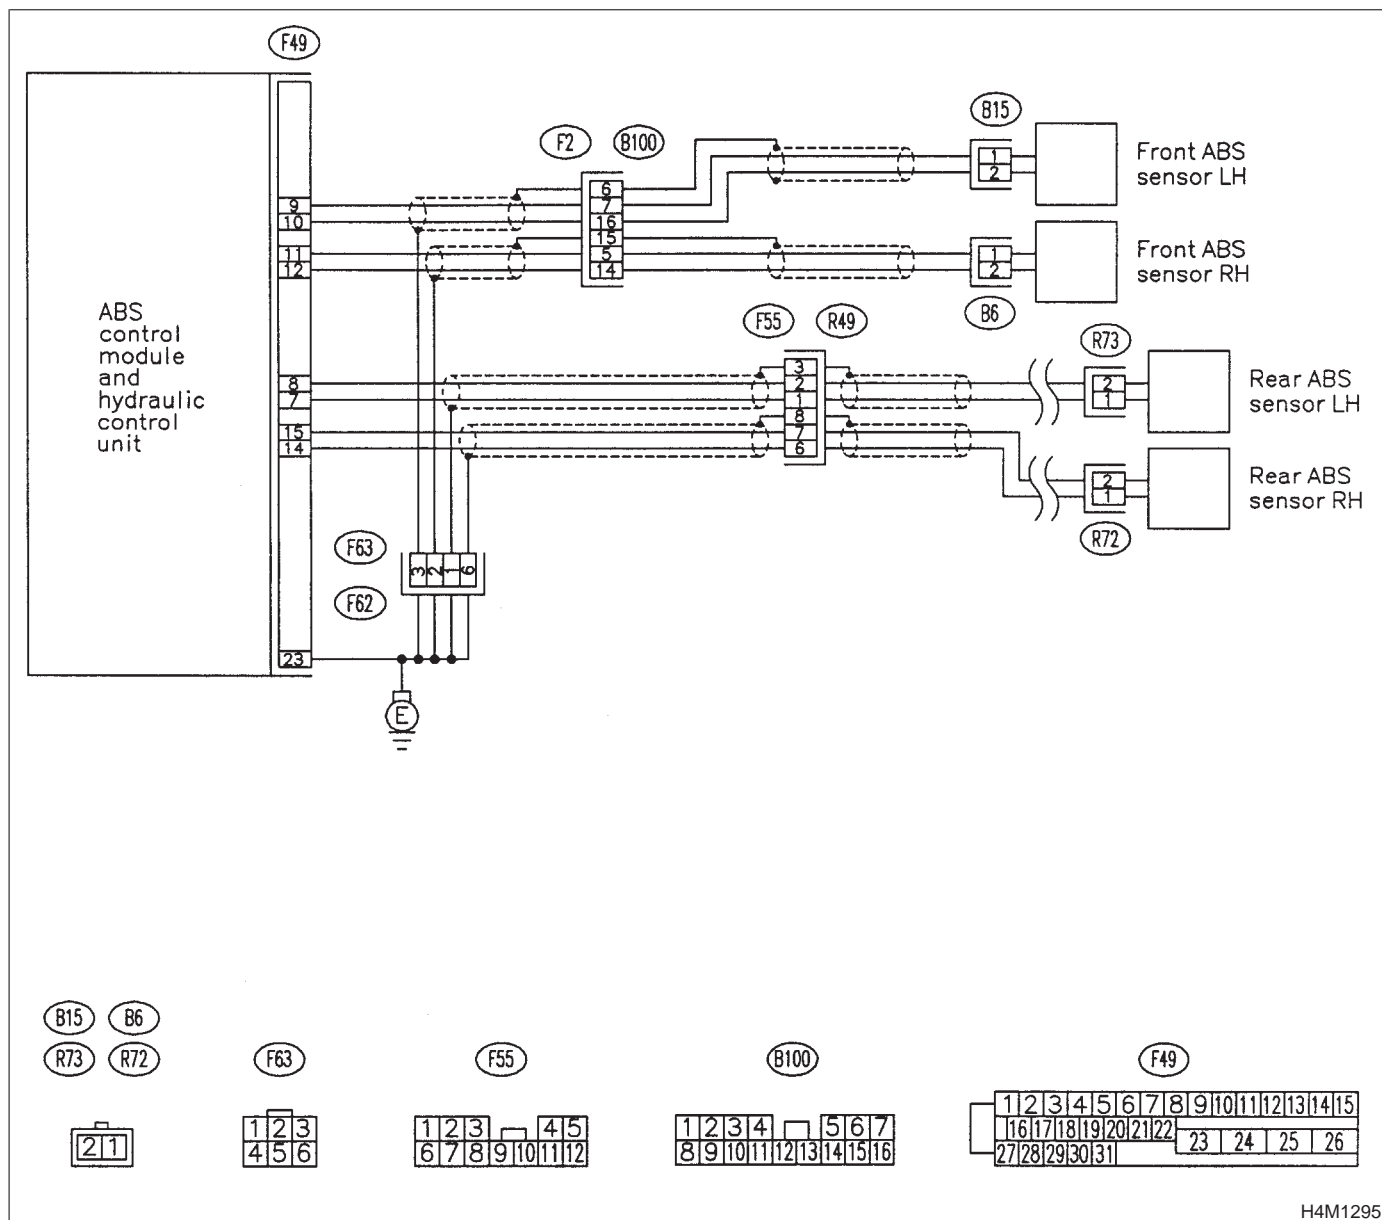 F49
B15
F2 B100
Front ABS
sensor LH
1
2
6
7
16
15
5
14
9
10
11
12
Front ABS
sensor RH
1
2
B6
ABS
control
module
and
hydraulic
control
unit
F55 R49
R73
8
7
15
14
3
2
1
8
7
6
2
1
Rear ABS
sensor LH
2
1
Rear ABS
sensor RH
R72
F63
3 2 1 6
F62
23
E
B15 B6
R73 R72
F63
F55
B100
F49
2 1
1 2 3
4 5 6
1 2 3 4 5
6 7 8 9 10 11 12
1 2 3 4 5 6 7
8 9 10 11 12 13 14 15 16
1 2 3 4 5 6 7 8 9 10 11 12 13 14 15
16 17 18 19 20 21 22 23 24 25 26
27 28 29 30 31
H4M1295